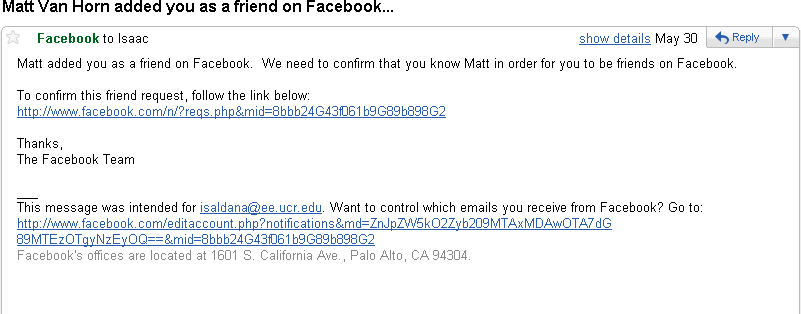 Matt Van Horn added you as a friend on Facebook...
Facebook to Isaac show details May 30 Reply
Matt added you as a friend on Facebook. We need to confirm that you know Matt in order for you to be friends on Facebook.
To confirm this friend request, follow the link below:
http://www.facebook.com/n/?reqs.php&mid=8bbb24G43f061b9G89b898G2
Thanks,
The Facebook Team
___
This message was intended for isaldana@ee.ucr.edu. Want to control which emails you receive from Facebook? Go to:
http://www.facebook.com/editaccount.php?notifications&md=ZnJpZW5kO2Zyb209MTAxMDAwOTA7dG
89MTEzOTgyNzEyOQ==&mid=8bbb24G43f061b9G89b898G2
Facebook's offices are located at 1601 S. California Ave., Palo Alto, CA 94304.